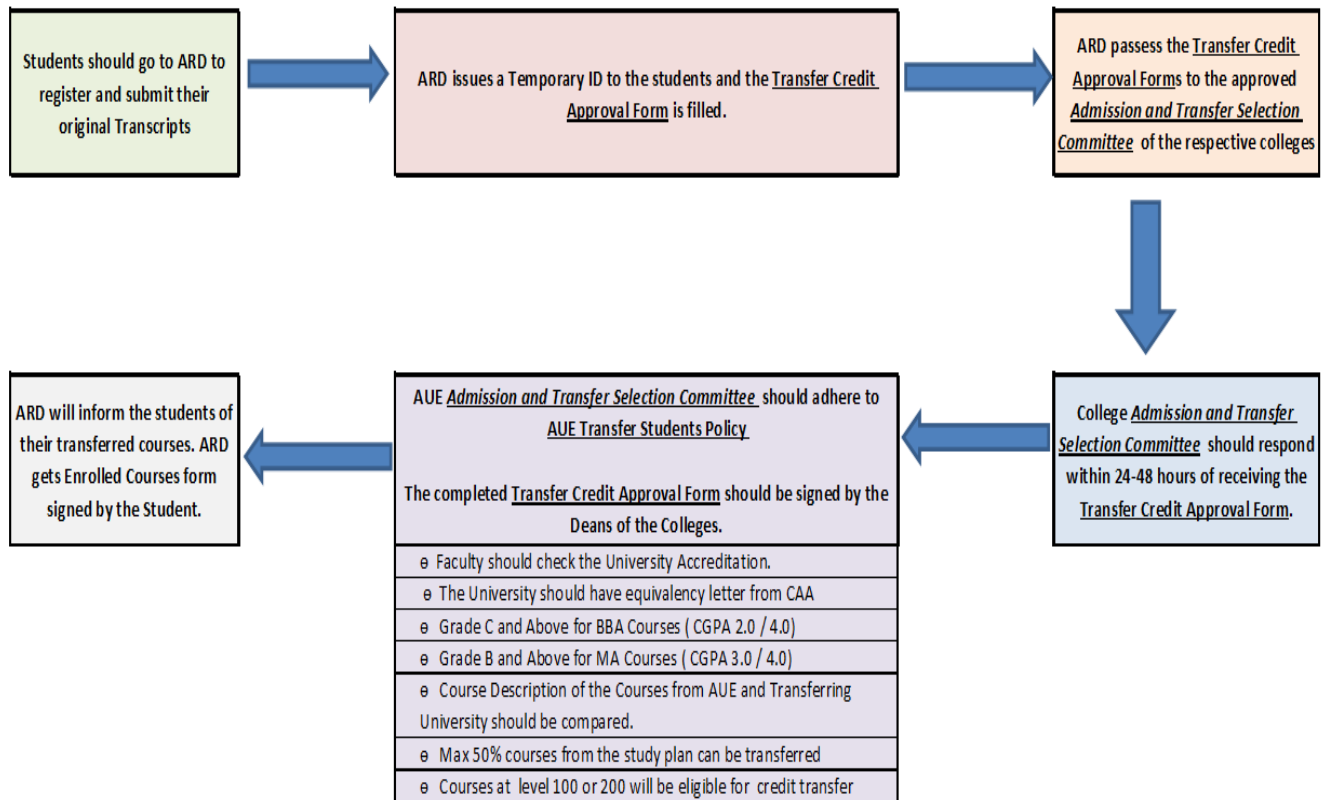 Students should go to ARD to
register and submit their
original Transcripts
ARD issues a Temporary ID to the students and the Transfer Credit
Approval Form is filled.
ARD passess the Transfer Credit
Approval Forms to the approved
Admission and Transfer Selection
Committee of the respective colleges
College Admission and Transfer
Selection Committee should respond
within 24-48 hours of receiving the
Transfer Credit Approval Form.
AUE Admission and Transfer Selection Committee should adhere to
AUE Transfer Students Policy
The completed Transfer Credit Approval Form should be signed by the
Deans of the Colleges.
ɵ Faculty should check the University Accreditation.
ɵ The University should have equivalency letter from CAA
ɵ Grade C and Above for BBA Courses ( CGPA 2.0 / 4.0)
ɵ Grade B and Above for MA Courses ( CGPA 3.0 / 4.0)
ɵ Course Description of the Courses from AUE and Transferring
University should be compared.
ɵ Max 50% courses from the study plan can be transferred
ɵ Courses at level 100 or 200 will be eligible for credit transfer
ARD will inform the students of
their transferred courses. ARD
gets Enrolled Courses form
signed by the Student.